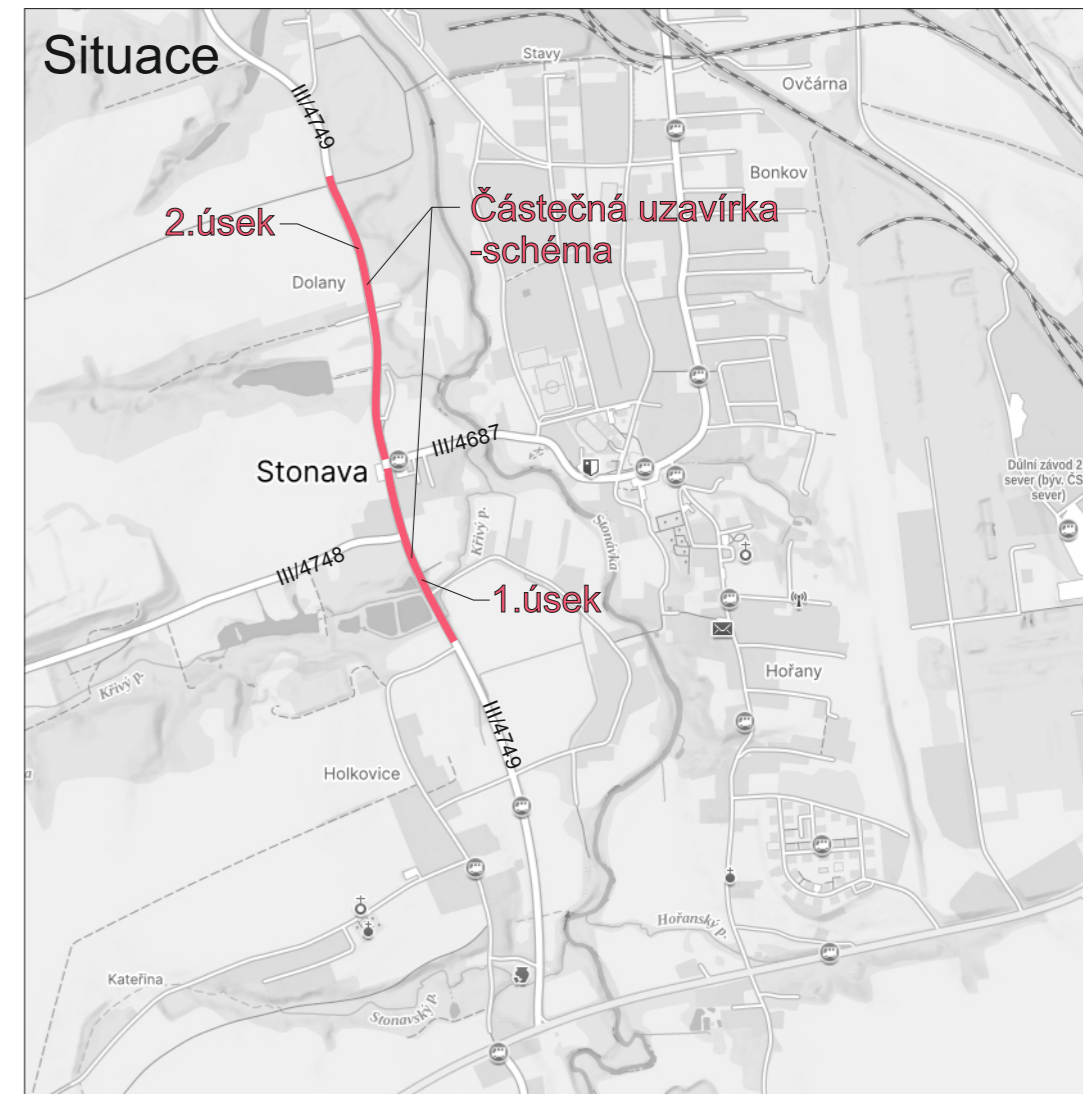 Situace
Stavy
Ovčárna
III/4749
Bonkov
2.úsek
Částečná uzavírka
-schéma
Dolany
III/4687
Stonava
Důlní závod 2
sever (býv. ČS
sever)
Křivý p.
Stonávka
III/4748
1.úsek
Křivý p.
Hořany
III/4749
Holkovice
a
Hořanský p.
Kateřina
Stonavský p.